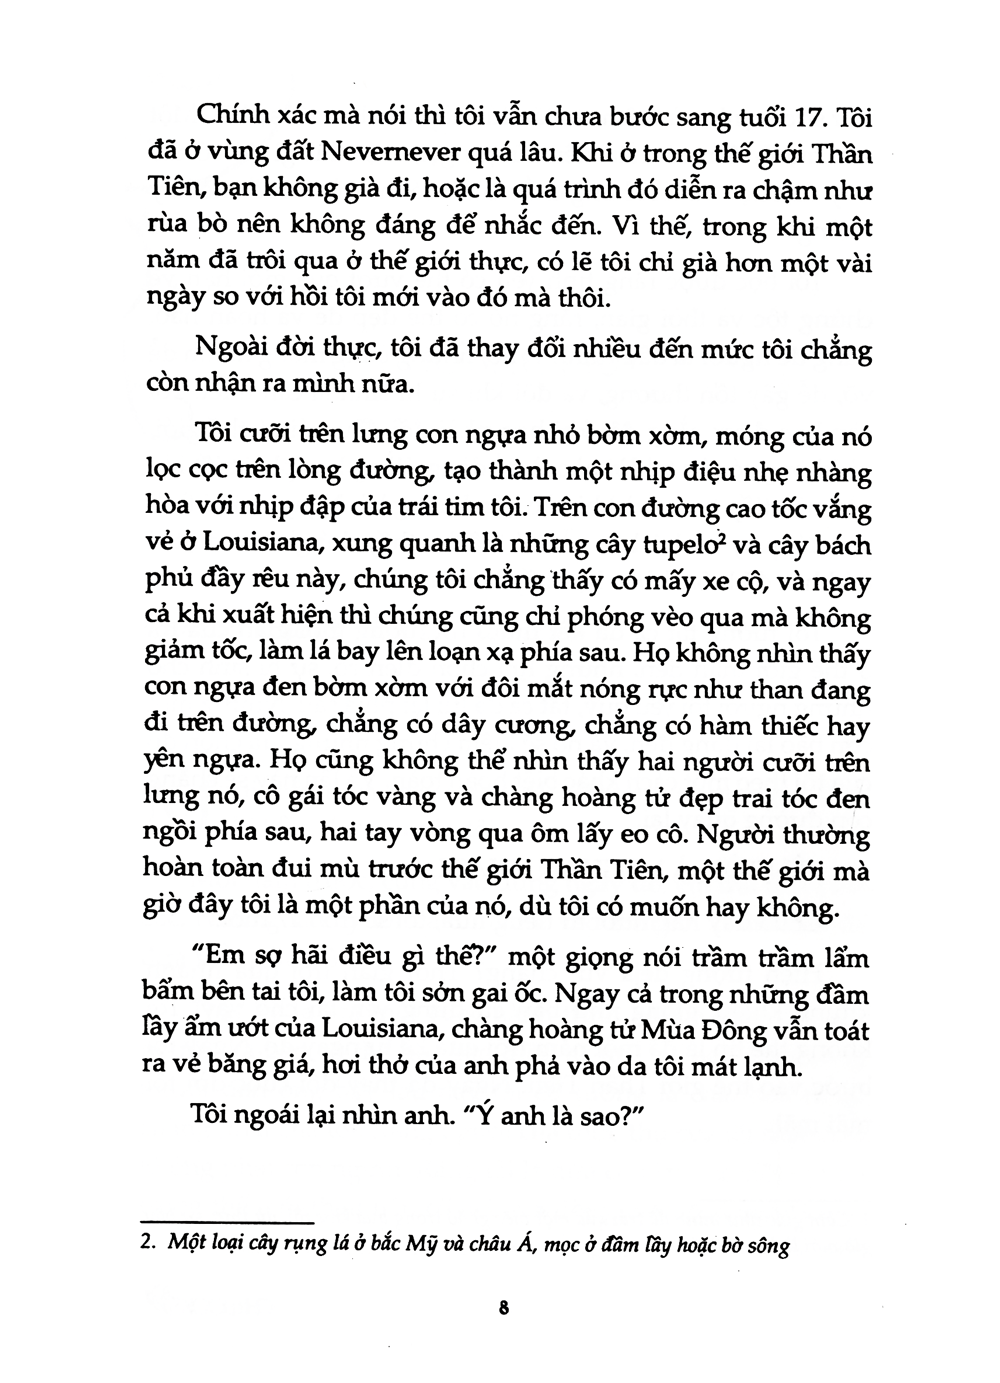 Chính xác mà nói thì tôi vẫn chưa bước sang tuổi 17. Tôi
đã ở vùng đất Nevernever quá lâu. Khi ở trong thế giới Thần
Tiên, bạn không già đi, hoặc là quá trình đó diễn ra chậm như
rùa bò nên không đáng để nhắc đến. Vì thế, trong khi một
năm đã trôi qua ở thế giới thực, có lẽ tôi chỉ già hơn một vài
ngày so với hồi tôi mới vào đó mà thôi.
Ngoài đời thực, tôi đã thay đổi nhiều đến mức tôi chẳng
còn nhận ra mình nữa.
Tôi cưỡi trên lưng con ngựa nhỏ bờm xờm, móng của nó
lọc cọc trên lòng đường, tạo thành một nhịp điệu nhẹ nhàng
hòa với nhịp đập của trái tim tôi. Trên con đường cao tốc vắng
vẻ ở Louisiana, xung quanh là những cây tupelo² và cây bách
phủ đầy rêu này, chúng tôi chẳng thấy có mấy xe cộ, và ngay
cả khi xuất hiện thì chúng cũng chỉ phóng vèo qua mà không
giảm tốc, làm lá bay lên loạn xạ phía sau. Họ không nhìn thấy
con ngựa đen bờm xờm với đôi mắt nóng rực như than đang
đi trên đường, chẳng có dây cương, chẳng có hàm thiếc hay
yên ngựa. Họ cũng không thể nhìn thấy hai người cưỡi trên
lưng nó, cô gái tóc vàng và chàng hoàng tử đẹp trai tóc đen
ngồi phía sau, hai tay vòng qua ôm lấy eo cô. Người thường
hoàn toàn đui mù trước thế giới Thần Tiên, một thế giới mà
giờ đây tôi là một phần của nó, dù tôi có muốn hay không.
"Em sợ hãi điều gì thế?" một giọng nói trầm trầm lẩm
bẩm bên tai tôi, làm tôi sởn gai ốc. Ngay cả trong những đầm
lầy ẩm ướt của Louisiana, chàng hoàng tử Mùa Đông vẫn toát
ra vẻ băng giá, hơi thở của anh phả vào da tôi mát lạnh.
Tôi ngoái lại nhìn anh. "Ý anh là sao?"
2. Một loại cây rụng lá ở bắc Mỹ và châu Á, mọc ở đầm lầy hoặc bờ sông
8